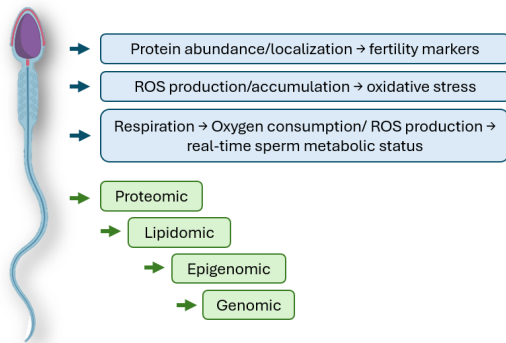 Protein abundance/localization → fertility markers
ROS production/accumulation → oxidative stress
Respiration → Oxygen consumption/ ROS production →
real-time sperm metabolic status
Proteomic
Lipidomic
Epigenomic
Genomic